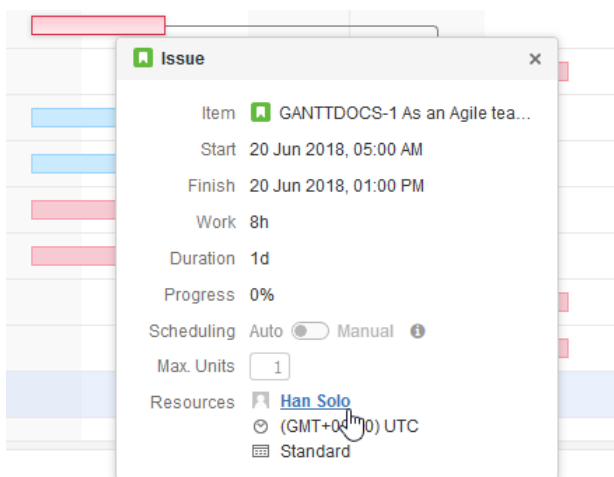 Issue
Item GANTTDOCS-1 As an Agile tea...
Start 20 Jun 2018, 05:00 AM
Finish 20 Jun 2018, 01:00 PM
Work 8h
Duration 1d
Progress 0%
Scheduling Auto Manual
Max. Units 1
Resources Han Solo
UTC
Standard